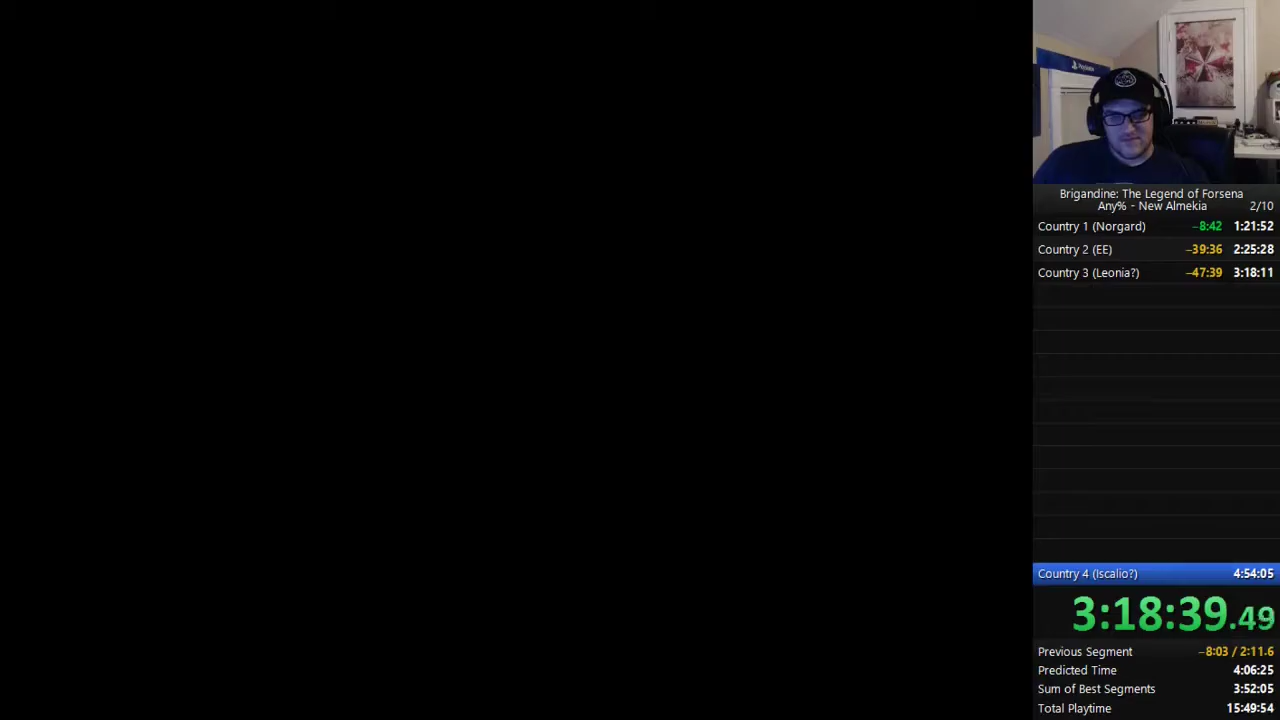 PlayStation
Brigandine: The Legend of Forsena
Any% - New Almekia 2/10
Country 1 (Norgard) −8:42 1:21:52
Country 2 (EE) −39:36 2:25:28
Country 3 (Leonia?) −47:39 3:18:11
Country 4 (Iscalio?) 4:54:05
3:18:39.49
Previous Segment −8:03 / 2:11.6
Predicted Time 4:06:25
Sum of Best Segments 3:52:05
Total Playtime 15:49:54